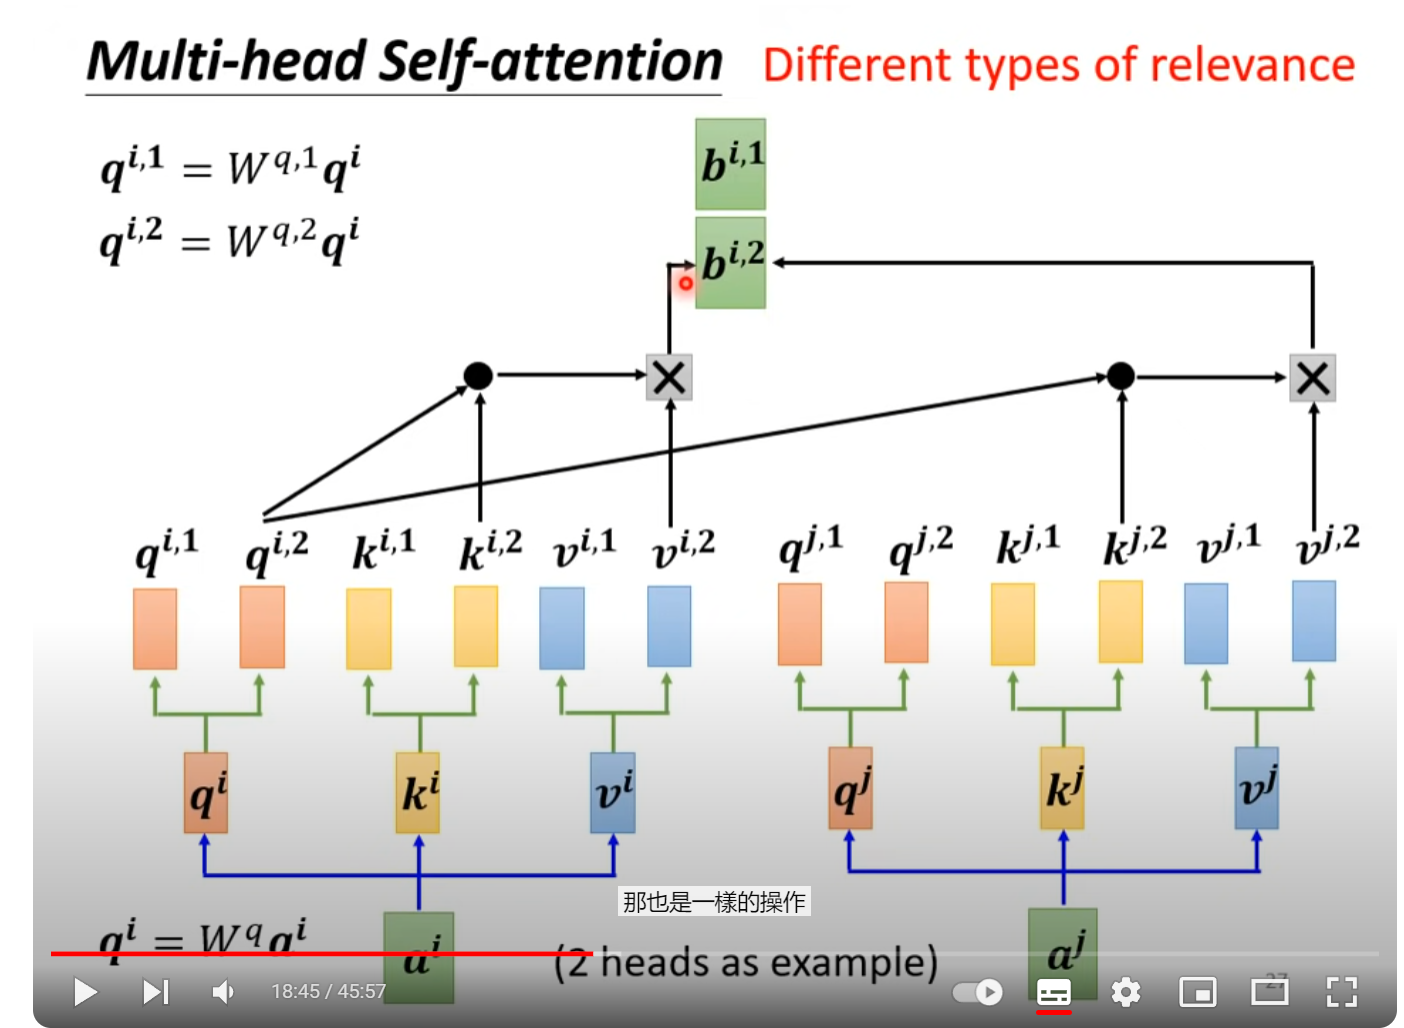 Multi-head Self-attention Different types of relevance
q^{i,1} = W^{q,1} q^i
q^{i,2} = W^{q,2} q^i
b^{i,1}
b^{i,2}
q^{i,1} q^{i,2} k^{i,1} k^{i,2} v^{i,1} v^{i,2} q^{j,1} q^{j,2} k^{j,1} k^{j,2} v^{j,1} v^{j,2}
q^i k^i v^i q^j k^j v^j
那也是一樣的操作
q^i = W^q a^i a^i (2 heads as example) a^j
18:45 / 45:57 27